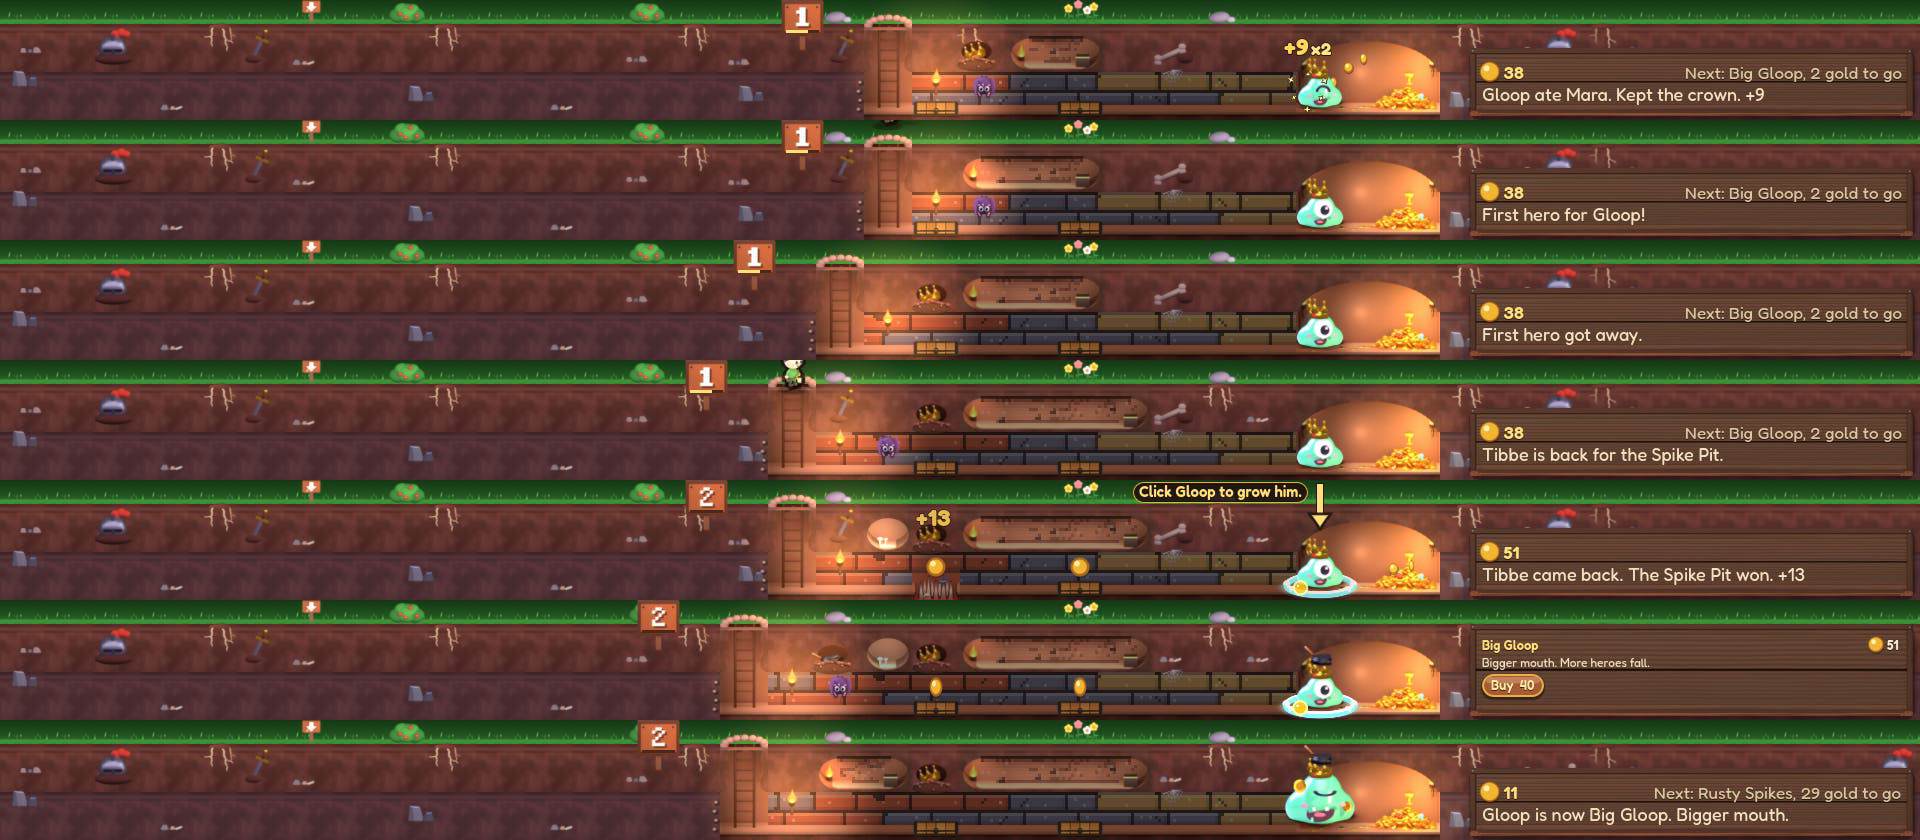 1
+9 x2
38
Next: Big Gloop, 2 gold to go
Gloop ate Mara. Kept the crown. +9
1
38
Next: Big Gloop, 2 gold to go
First hero for Gloop!
1
38
Next: Big Gloop, 2 gold to go
First hero got away.
1
38
Next: Big Gloop, 2 gold to go
Tibbe is back for the Spike Pit.
2
+13
Click Gloop to grow him.
51
Tibbe came back. The Spike Pit won. +13
2
Big Gloop
51
Bigger mouth. More heroes fall.
Buy 40
2
11
Next: Rusty Spikes, 29 gold to go
Gloop is now Big Gloop. Bigger mouth.